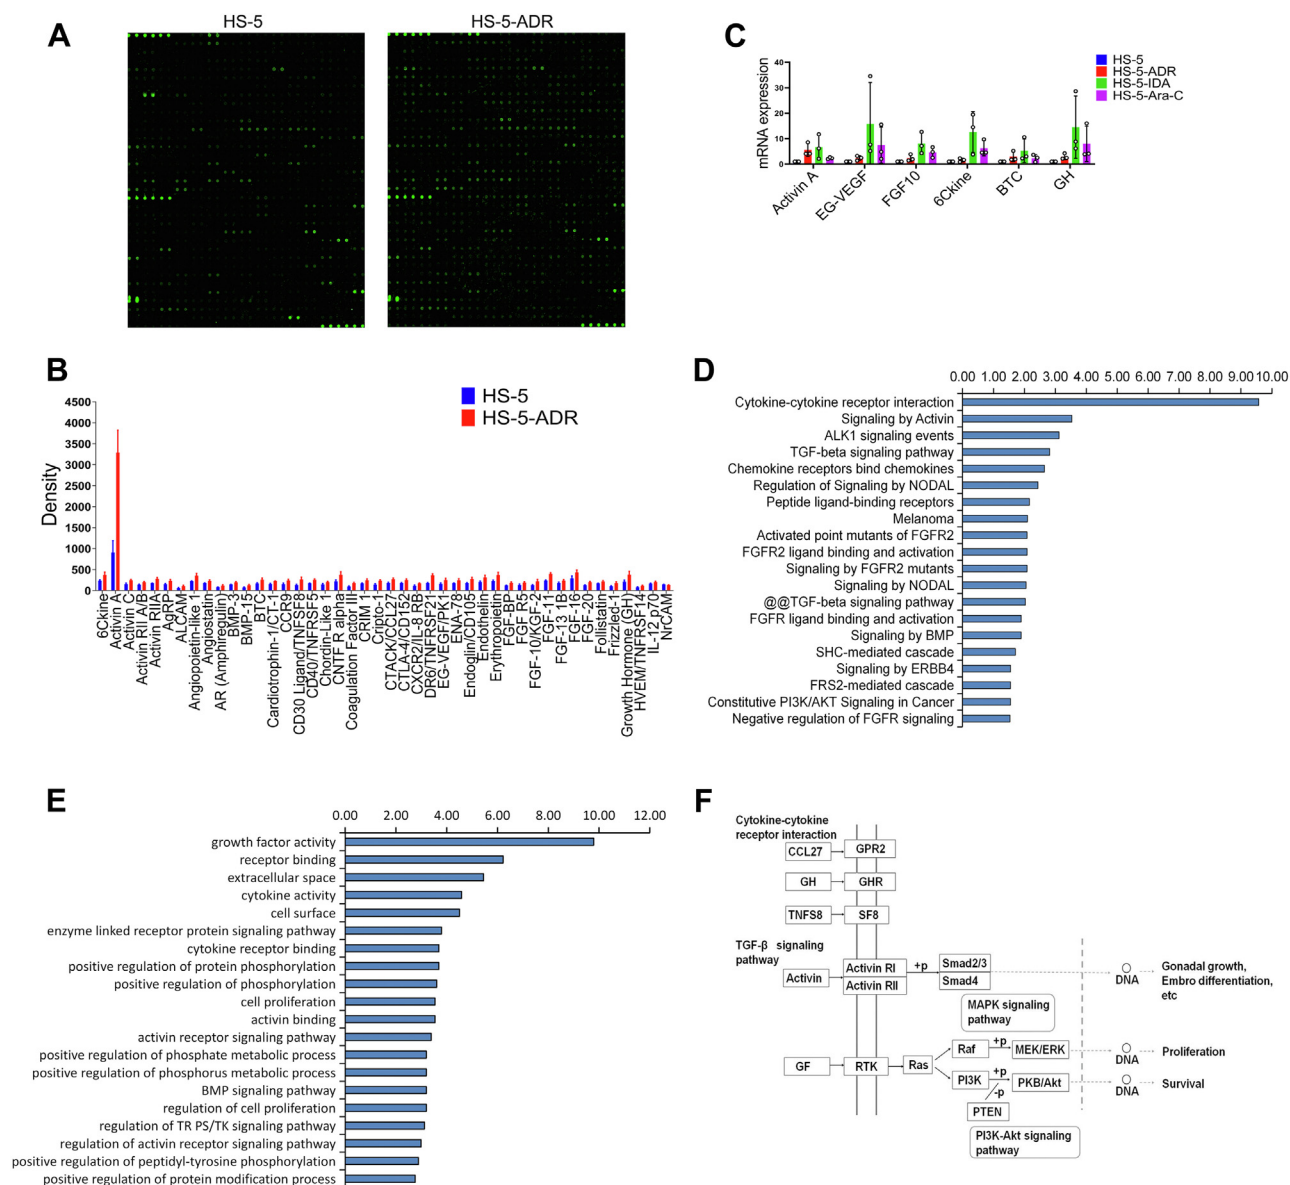 A
HS-5
HS-5-ADR
C
mRNA expression
40
30
20
10
0
HS-5
HS-5-ADR
HS-5-IDA
HS-5-Ara-C
Activin A
EG-VEGF
FGF10
6Ckine
BTC
GH
B
HS-5
HS-5-ADR
Density
4500
4000
3500
3000
2500
2000
1500
1000
500
0
6Ckine
Activin A
Activin C
Activin RII A/B
Activin RIIA
AgRP
ALCAM
Angiopoietin-like 1
Angiostatin
AR (Amphiregulin)
BMP-3
BMP-15
BTC
Cardiotrophin-1/CT-1
CCR9
CD30 Ligand/TNFSF8
CD40/TNFRSF5
Chordin-Like 1
CNTF R alpha
Coagulation Factor III
CRIM 1
Cripto-1
CTACK/CCL27
CTLA-4/CD152
CXCR2/IL-8 RB
DR6/TNFRSF21
EG-VEGF/PK1
ENA-78
Endoglin/CD105
Endothelin
Erythropoietin
FGF-BP
FGF R5
FGF-10/KGF-2
FGF-11
FGF-13 1B
FGF-16
FGF-20
Follistatin
Frizzled-1
Growth Hormone (GH)
HVEM/TNFRSF14
IL-12 p70
NrCAM
D
0.00 1.00 2.00 3.00 4.00 5.00 6.00 7.00 8.00 9.00 10.00
Cytokine-cytokine receptor interaction
Signaling by Activin
ALK1 signaling events
TGF-beta signaling pathway
Chemokine receptors bind chemokines
Regulation of Signaling by NODAL
Peptide ligand-binding receptors
Melanoma
Activated point mutants of FGFR2
FGFR2 ligand binding and activation
Signaling by FGFR2 mutants
Signaling by NODAL
@@TGF-beta signaling pathway
FGFR ligand binding and activation
Signaling by BMP
SHC-mediated cascade
Signaling by ERBB4
FRS2-mediated cascade
Constitutive PI3K/AKT Signaling in Cancer
Negative regulation of FGFR signaling
E
0.00 2.00 4.00 6.00 8.00 10.00 12.00
growth factor activity
receptor binding
extracellular space
cytokine activity
cell surface
enzyme linked receptor protein signaling pathway
cytokine receptor binding
positive regulation of protein phosphorylation
positive regulation of phosphorylation
cell proliferation
activin binding
activin receptor signaling pathway
positive regulation of phosphate metabolic process
positive regulation of phosphorus metabolic process
BMP signaling pathway
regulation of cell proliferation
regulation of TR PS/TK signaling pathway
regulation of activin receptor signaling pathway
positive regulation of peptidyl-tyrosine phosphorylation
positive regulation of protein modification process
F
Cytokine-cytokine
receptor interaction
CCL27
GPR2
GH
GHR
TNFS8
SF8
TGF-β signaling
pathway
Activin
Activin RI
Activin RII
+p
Smad2/3
Smad4
DNA
Gonadal growth,
Embro differentiation,
etc
MAPK signaling
pathway
GF
RTK
Ras
Raf
+p
MEK/ERK
DNA
Proliferation
PI3K
+p
PKB/Akt
DNA
Survival
-p
PTEN
PI3K-Akt signaling
pathway